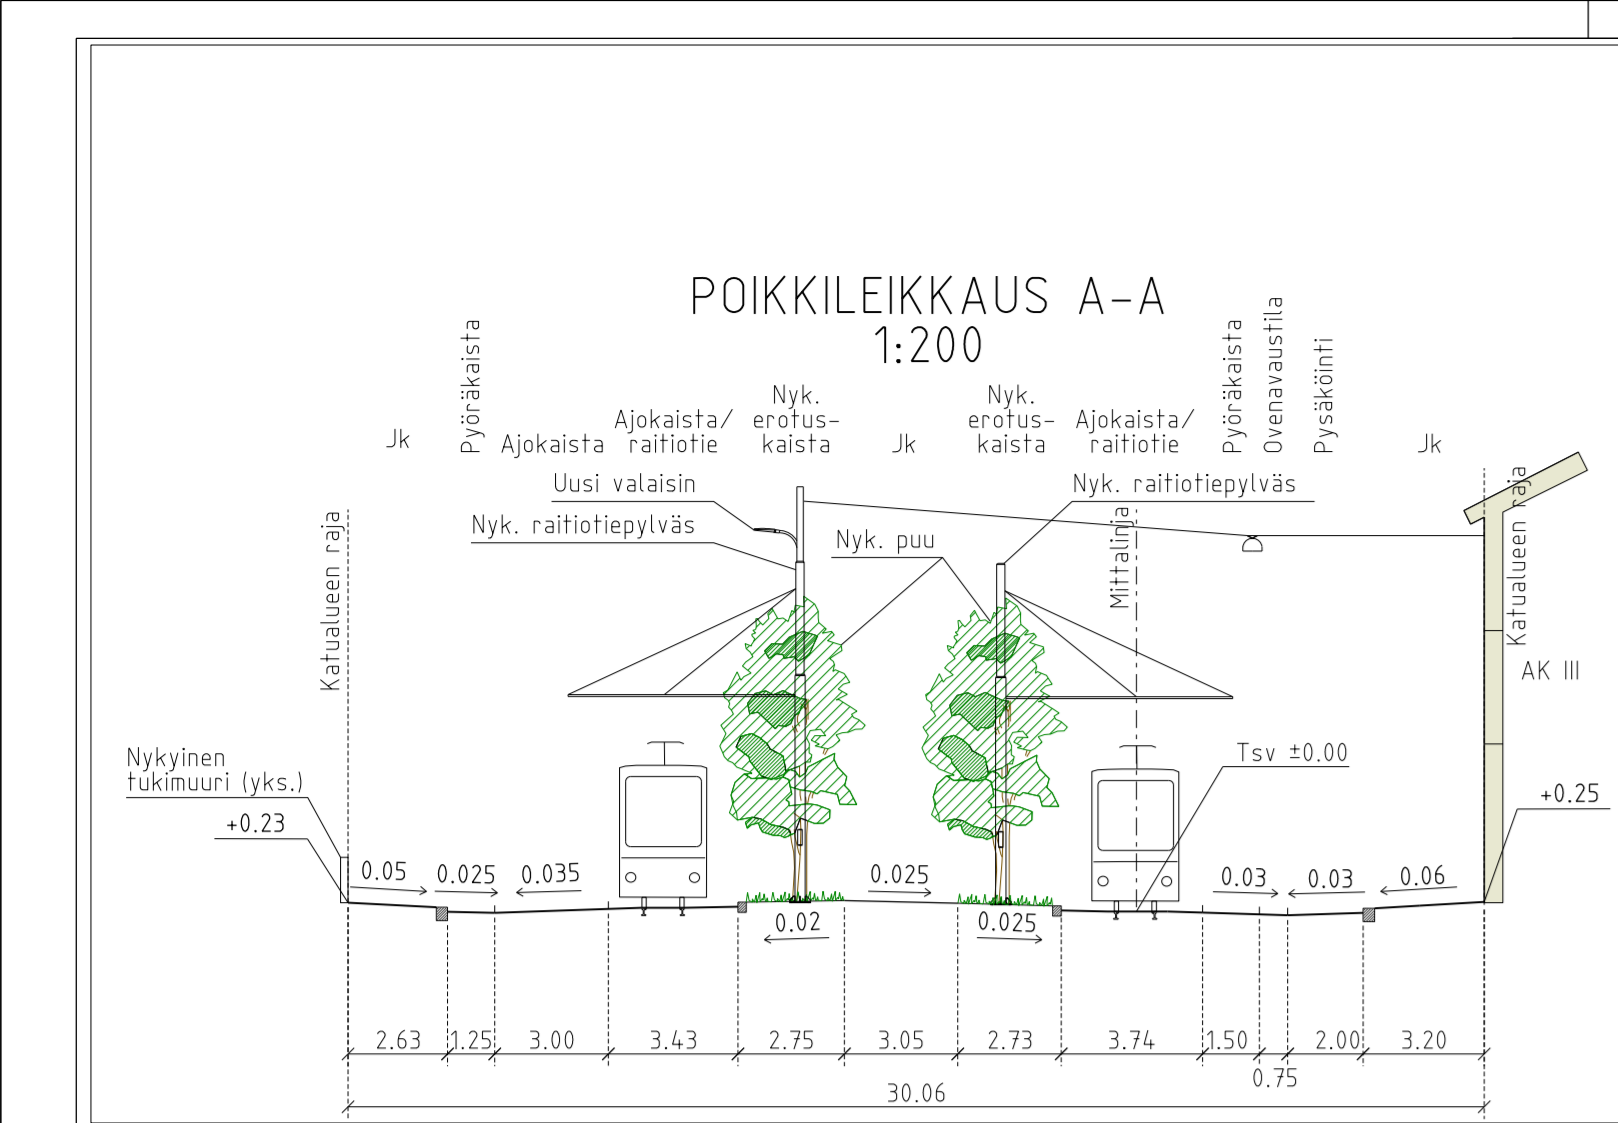 POIKKILEIKKAUS A-A
1:200
Jk
Pyöräkaista
Ajokaista
Ajokaista/
raitiotie
Nyk.
erotus-
kaista
Jk
Nyk.
erotus-
kaista
Ajokaista/
raitiotie
Pyöräkaista
Ovenavaustila
Pysäköinti
Jk
Katualueen raja
Uusi valaisin
Nyk. raitiotiepylväs
Nyk. puu
Nyk. raitiotiepylväs
Mittalinja
Katualueen raja
AK III
Nykyinen
tukimuuri (yks.)
+0.23
Tsv ±0.00
+0.25
0.05
0.025
0.035
0.025
0.03
0.03
0.06
0.02
0.025
2.63
1.25
3.00
3.43
2.75
3.05
2.73
3.74
1.50
0.75
2.00
3.20
30.06